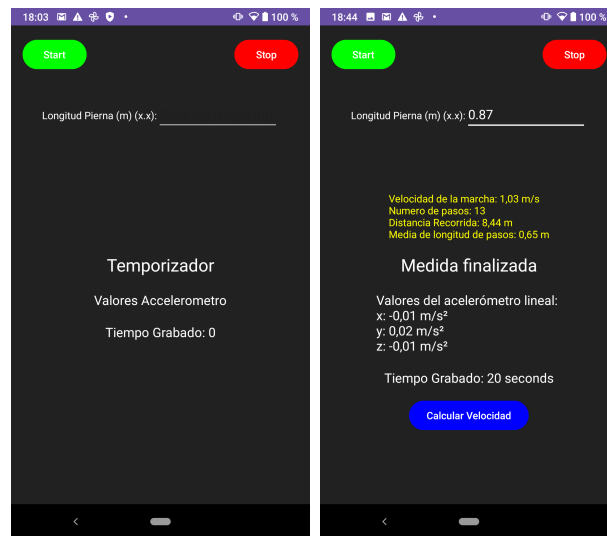 18:03
100 %
Start
Stop
Longitud Pierna (m) (x.x):
Temporizador
Valores Accelerometro
Tiempo Grabado: 0
18:44
100 %
Start
Stop
Longitud Pierna (m) (x.x): 0.87
Velocidad de la marcha: 1,03 m/s
Numero de pasos: 13
Distancia Recorrida: 8,44 m
Media de longitud de pasos: 0,65 m
Medida finalizada
Valores del acelerómetro lineal:
x: -0,01 m/s²
y: 0,02 m/s²
z: -0,01 m/s²
Tiempo Grabado: 20 seconds
Calcular Velocidad